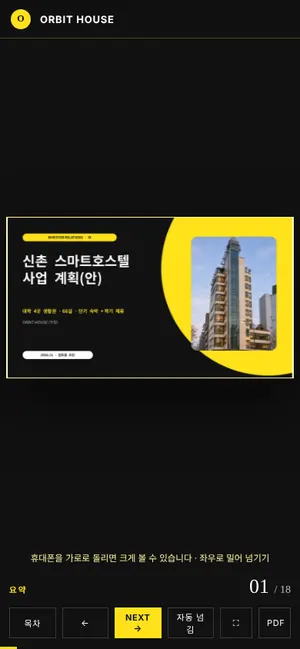 O ORBIT HOUSE
INVESTOR RELATIONS · IR
신촌 스마트호스텔
사업 계획(안)
대학 4곳 생활권 · 66실 · 단기 숙박 + 학기 체류
휴대폰을 가로로 돌리면 크게 볼 수 있습니다 · 좌우로 밀어 넘기기
요약
01 / 18
목차
←
NEXT
→
자동 넘
김
⛶
PDF